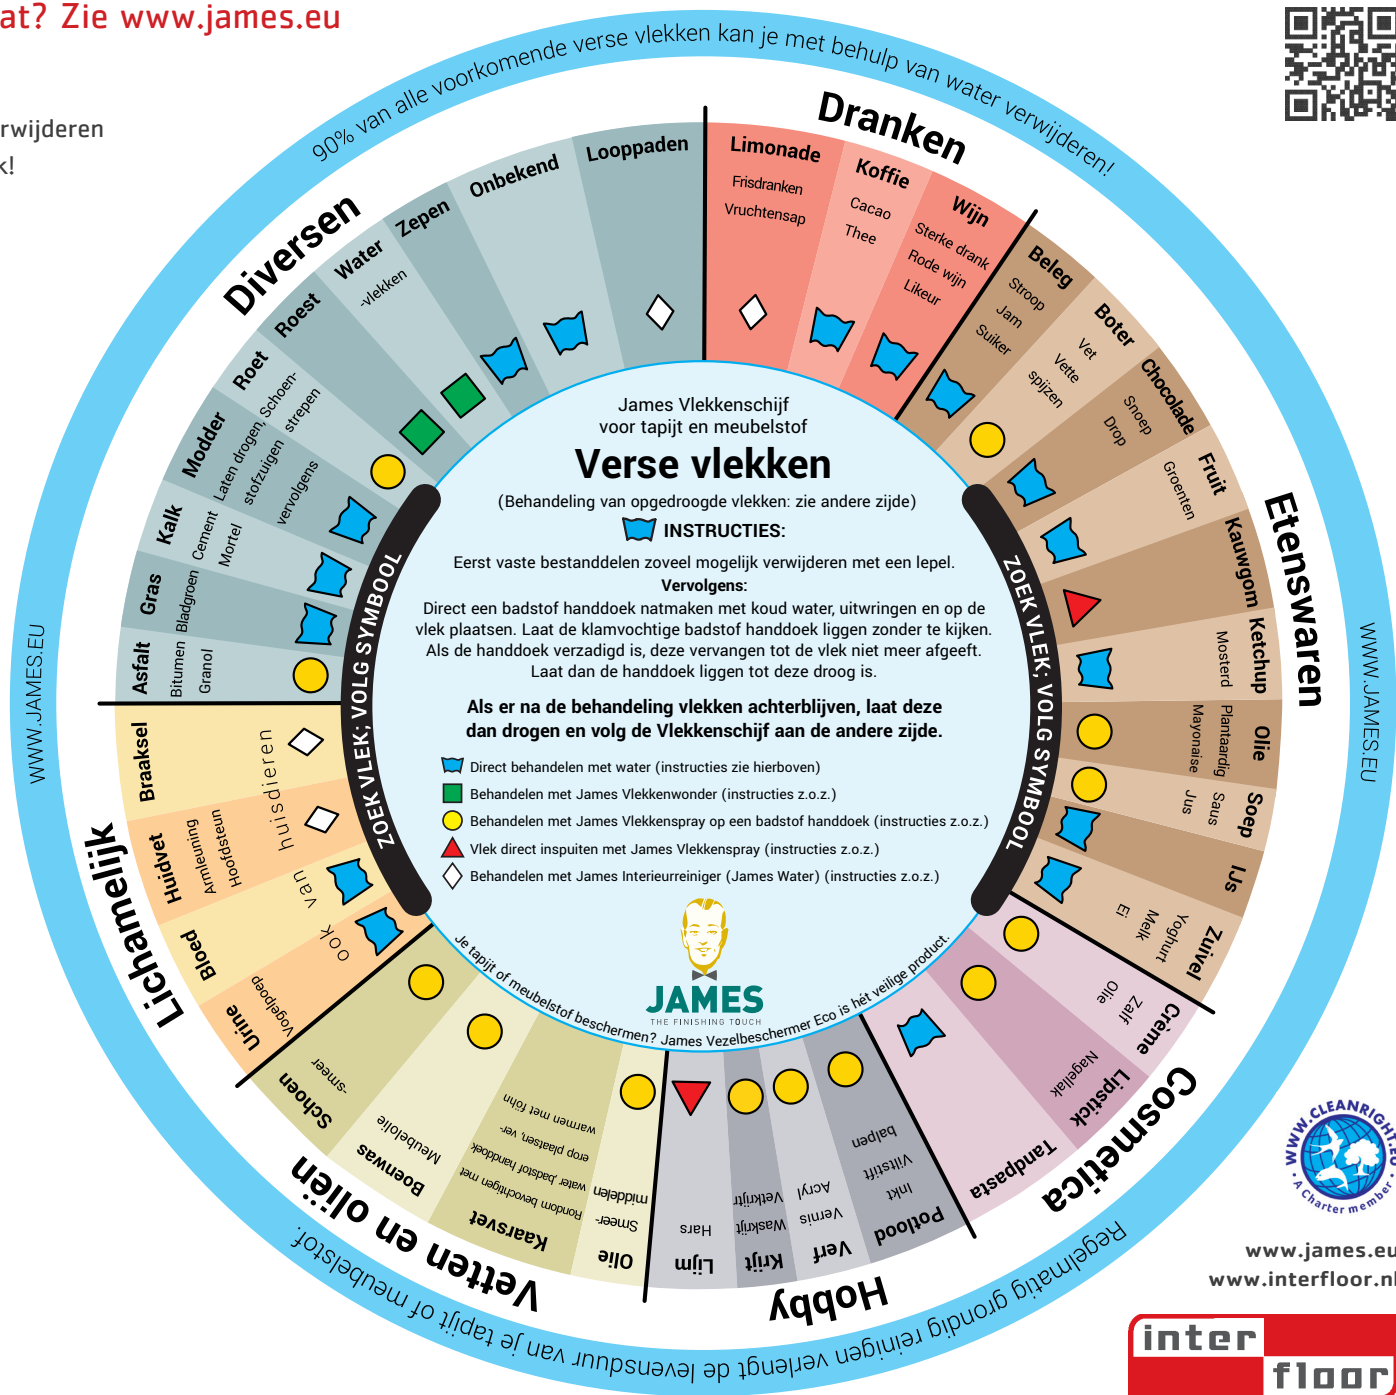 at? Zie www.james.eu
rwijderen
k!
90% van alle voorkomende verse vlekken kan je met behulp van water verwijderen!
WWW.JAMES.EU
WWW.JAMES.EU
Regelmatig grondig reinigen verlengt de levensduur van je tapijt of meubelstof.
Dranken
Limonade
Frisdranken
Vruchtensap
Koffie
Cacao
Thee
Wijn
Sterke drank
Rode wijn
Likeur
Etenswaren
Beleg
Stroop
Jam
Suiker
Boter
Vet
Vette
spijzen
Chocolade
Snoep
Drop
Fruit
Groenten
Kauwgom
Ketchup
Mosterd
Olie
Plantaardig
Mayonaise
Soep
Saus
Jus
IJs
Zuivel
Yoghurt
Melk
Ei
Cosmetica
Crème
Zalf
Olie
Lipstick
Nagellak
Tandpasta
Hobby
Potlood
Inkt
Viltstift
balpen
Verf
Vernis
Acryl
Krijt
Waskrijt
Vetkrijt
Lijm
Hars
Vetten en oliën
Olie
Smeer-
middelen
Kaarsvet
Rondom bevochtigen met
water, badstof handdoek
erop plaatsen, ver-
warmen met föhn
Boenwas
Meubelolie
Schoen
-smeer
Lichamelijk
Urine
Vogelpoep
Bloed
Huidvet
Armleuning
Hoofdsteun
Braaksel
ook van huisdieren
Diversen
Asfalt
Bitumen
Granol
Gras
Bladgroen
Kalk
Cement
Mortel
Modder
Laten drogen,
stofzuigen
vervolgens
Roet
Schoen-
strepen
Roest
Water
-vlekken
Zepen
Onbekend
Looppaden
ZOEK VLEK; VOLG SYMBOOL
ZOEK VLEK; VOLG SYMBOOL
James Vlekkenschijf
voor tapijt en meubelstof
Verse vlekken
(Behandeling van opgedroogde vlekken: zie andere zijde)
INSTRUCTIES:
Eerst vaste bestanddelen zoveel mogelijk verwijderen met een lepel.
Vervolgens:
Direct een badstof handdoek natmaken met koud water, uitwringen en op de
vlek plaatsen. Laat de klamvochtige badstof handdoek liggen zonder te kijken.
Als de handdoek verzadigd is, deze vervangen tot de vlek niet meer afgeeft.
Laat dan de handdoek liggen tot deze droog is.
Als er na de behandeling vlekken achterblijven, laat deze
dan drogen en volg de Vlekkenschijf aan de andere zijde.
Direct behandelen met water (instructies zie hierboven)
Behandelen met James Vlekkenwonder (instructies z.o.z.)
Behandelen met James Vlekkenspray op een badstof handdoek (instructies z.o.z.)
Vlek direct inspuiten met James Vlekkenspray (instructies z.o.z.)
Behandelen met James Interieurreiniger (James Water) (instructies z.o.z.)
JAMES
THE FINISHING TOUCH
Je tapijt of meubelstof beschermen? James Vezelbeschermer Eco is hét veilige product.
WWW.CLEANRIGHT.EU
• A Charter member •
www.james.eu
www.interfloor.nl
inter
floor